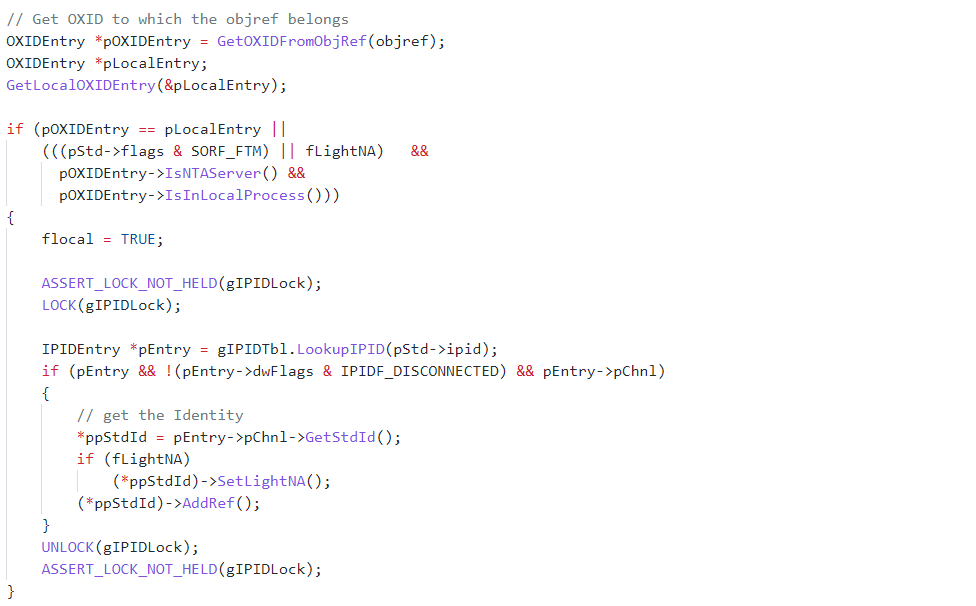 // Get OXID to which the objref belongs
OXIDEntry *pOXIDEntry = GetOXIDFromObjRef(objref);
OXIDEntry *pLocalEntry;
GetLocalOXIDEntry(&pLocalEntry);

if (pOXIDEntry == pLocalEntry ||
    (((pStd->flags & SORF_FTM) || fLightNA)   &&
      pOXIDEntry->IsNTAServer() &&
      pOXIDEntry->IsInLocalProcess()))
{
    flocal = TRUE;

    ASSERT_LOCK_NOT_HELD(gIPIDLock);
    LOCK(gIPIDLock);

    IPIDEntry *pEntry = gIPIDTbl.LookupIPID(pStd->ipid);
    if (pEntry && !(pEntry->dwFlags & IPIDF_DISCONNECTED) && pEntry->pChnl)
    {
        // get the Identity
        *ppStdId = pEntry->pChnl->GetStdId();
        if (fLightNA)
            (*ppStdId)->SetLightNA();
        (*ppStdId)->AddRef();
    }
    UNLOCK(gIPIDLock);
    ASSERT_LOCK_NOT_HELD(gIPIDLock);
}